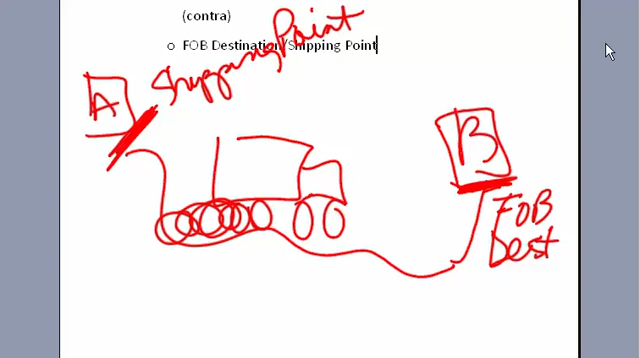 (contra)
o FOB Destination/Shipping Point
Shipping Point
A
B
FOB
Dest